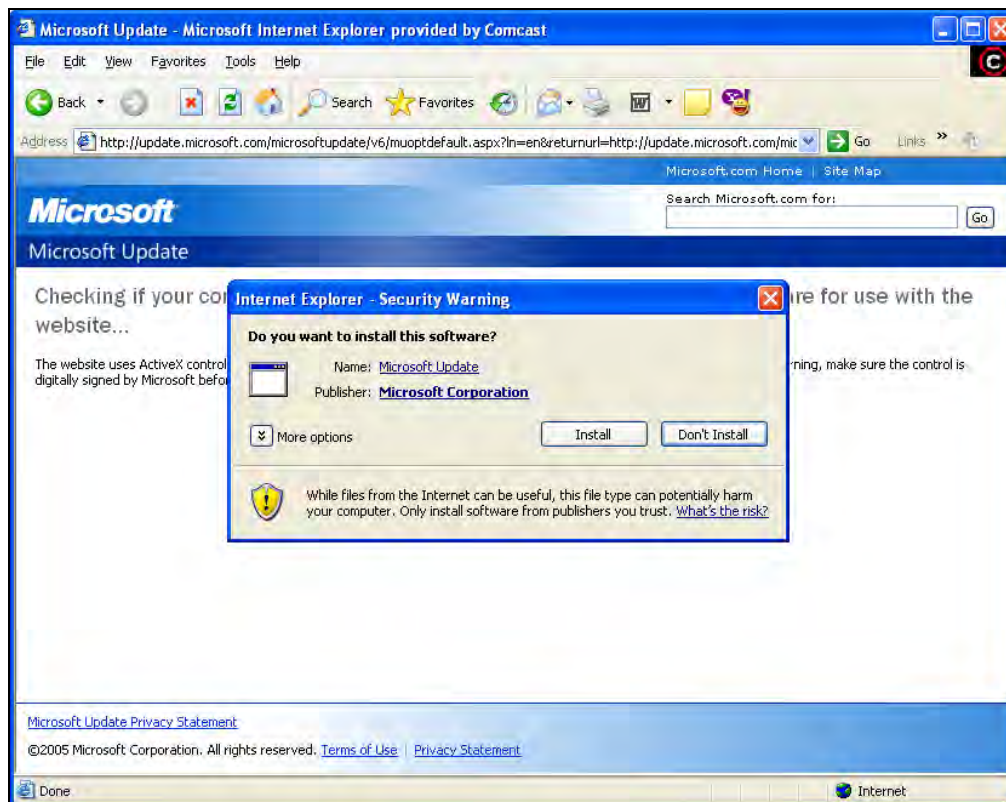 Microsoft Update - Microsoft Internet Explorer provided by Comcast
File Edit View Favorites Tools Help
Back Search Favorites
Address http://update.microsoft.com/microsoftupdate/v6/muoptdefault.aspx?ln=en&returnurl=http://update.microsoft.com/mic Go Links »
Microsoft.com Home | Site Map
Microsoft
Search Microsoft.com for:
Go
Microsoft Update
Checking if your co
re for use with the
website...
The website uses ActiveX control
rning, make sure the control is
digitally signed by Microsoft befo
Internet Explorer - Security Warning
Do you want to install this software?
Name: Microsoft Update
Publisher: Microsoft Corporation
More options
Install
Don't Install
While files from the Internet can be useful, this file type can potentially harm
your computer. Only install software from publishers you trust. What's the risk?
Microsoft Update Privacy Statement
©2005 Microsoft Corporation. All rights reserved. Terms of Use | Privacy Statement
Done
Internet